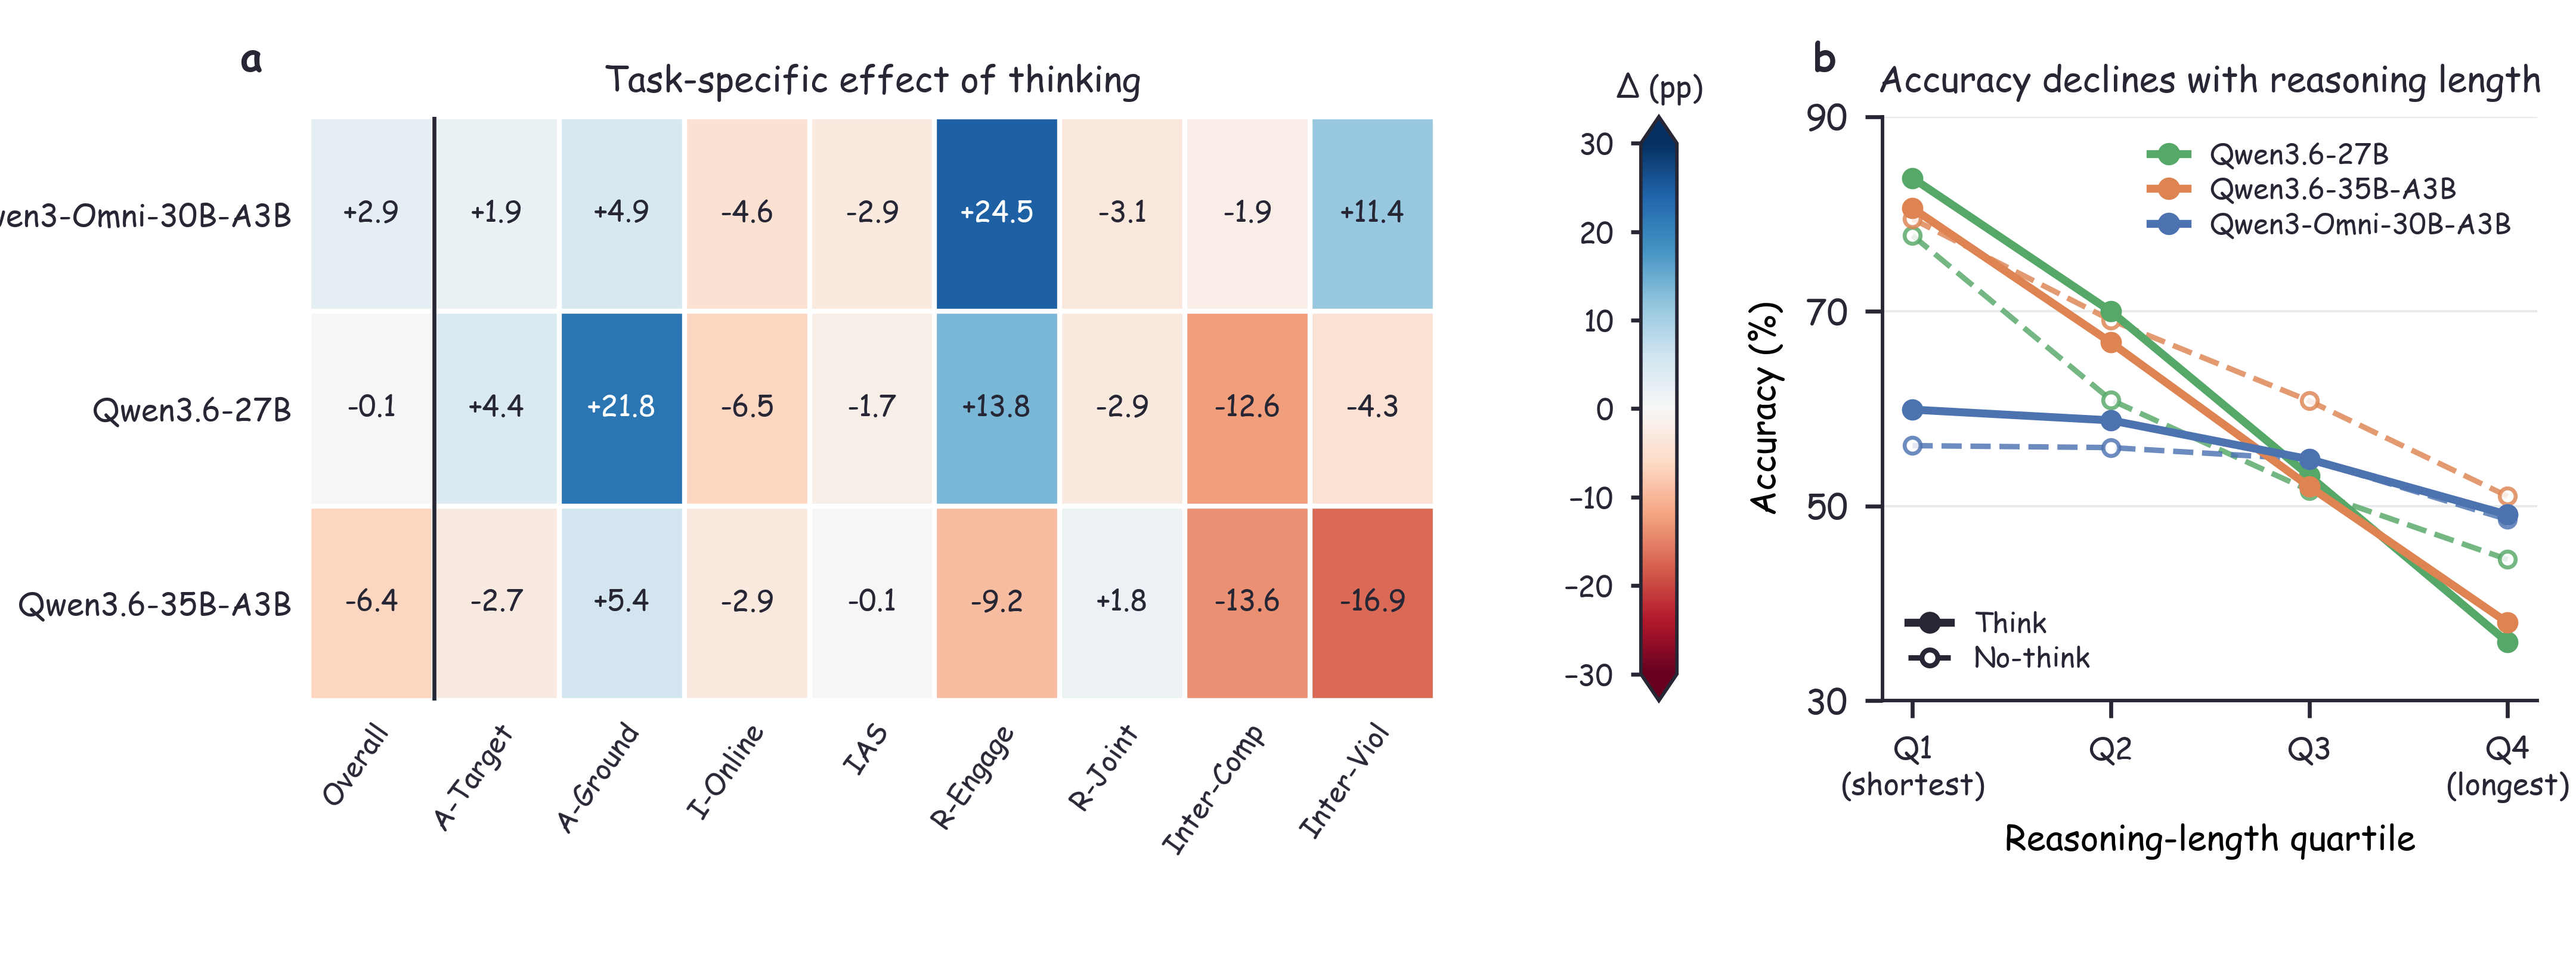 a
Task-specific effect of thinking
wen3-Omni-30B-A3B
+2.9 +1.9 +4.9 -4.6 -2.9 +24.5 -3.1 -1.9 +11.4
Qwen3.6-27B
-0.1 +4.4 +21.8 -6.5 -1.7 +13.8 -2.9 -12.6 -4.3
Qwen3.6-35B-A3B
-6.4 -2.7 +5.4 -2.9 -0.1 -9.2 +1.8 -13.6 -16.9
Overall
A-Target
A-Ground
I-Online
IAS
R-Engage
R-Joint
Inter-Comp
Inter-Viol
Δ (pp)
30
20
10
0
-10
-20
-30
b
Accuracy declines with reasoning length
Accuracy (%)
90
70
50
30
Qwen3.6-27B
Qwen3.6-35B-A3B
Qwen3-Omni-30B-A3B
Think
No-think
Q1
(shortest)
Q2
Q3
Q4
(longest)
Reasoning-length quartile